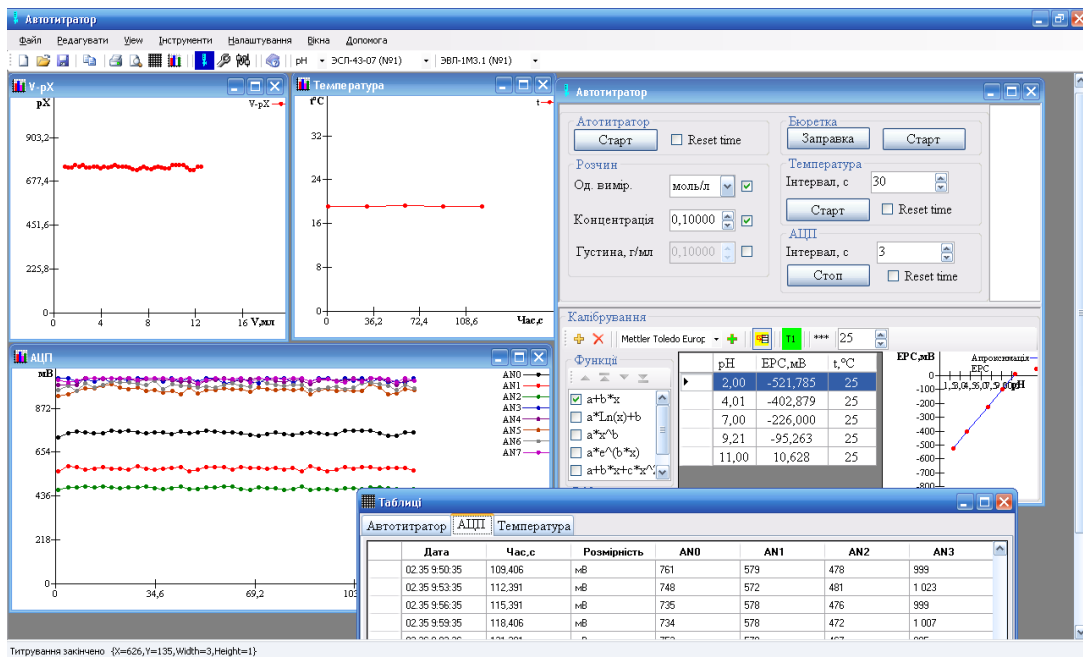 Автотитратор
Файл Редагувати View Інструменти Налаштування Вікна Допомога
pH ЭСП-43-07 (№1) ЭВЛ-1М3.1 (№1)
V-pX
pX
V-pX
903,2
677,4
451,6
225,8
0
0 4 8 12 16 V,мл
Температура
t°C
t
32
24
16
8
0
0 36,2 72,4 108,6 Час,с
Автотитратор
Атотитратор
Старт Reset time
Розчин
Од. вимір. моль/л
Концентрація 0,10000
Густина, г/мл 0,10000
Бюретка
Заправка Старт
Температура
Інтервал, с 30
Старт Reset time
АЦП
Інтервал, с 3
Стоп Reset time
Калібрування
Mettler Toledo Europ T1 *** 25
Функції
a+b*x
a*Ln(x)+b
a*x^b
a*e^(b*x)
a+b*x+c*x^
pH ЕРС,мВ t,°C
2,00 -521,785 25
4,01 -402,879 25
7,00 -226,000 25
9,21 -95,263 25
11,00 10,628 25
ЕРС,мВ
Апроксимація
ЕРС
0
pH
-100
-200
-300
-400
-500
-600
-700
-800
АЦП
мВ
872
654
436
218
0
0 34,6 69,2
AN0
AN1
AN2
AN3
AN4
AN5
AN6
AN7
Таблиці
Автотитратор АЦП Температура
Дата Час,с Розмірність AN0 AN1 AN2 AN3
02.35 9:50:35 109,406 мВ 761 579 478 999
02.35 9:53:35 112,391 мВ 748 572 481 1 023
02.35 9:56:35 115,391 мВ 735 578 476 999
02.35 9:59:35 118,406 мВ 734 578 472 1 007
Титрування закінчено {X=626,Y=135,Width=3,Height=1}